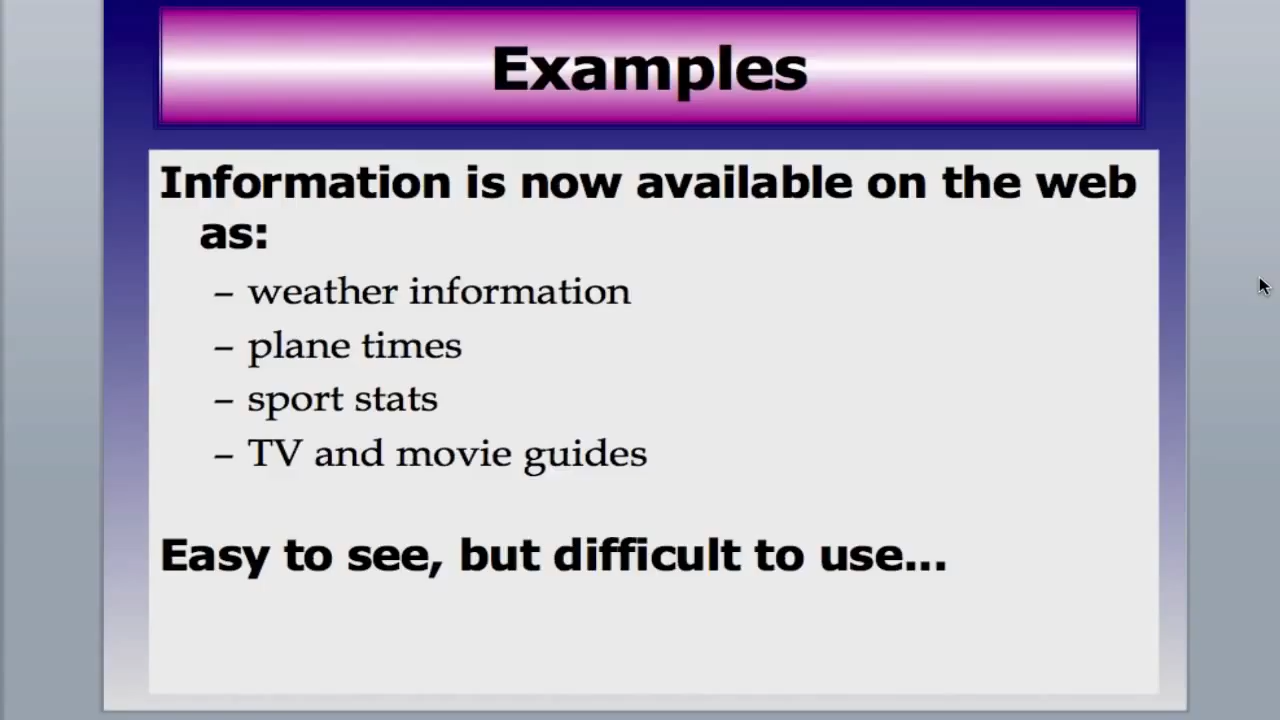 Examples
Information is now available on the web
as:
– weather information
– plane times
– sport stats
– TV and movie guides
Easy to see, but difficult to use...